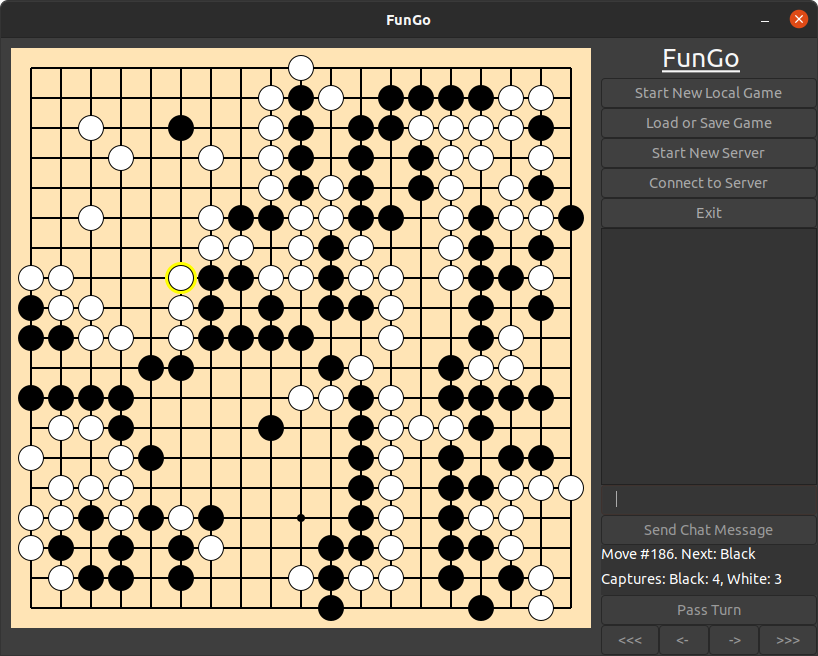 FunGo
FunGo
Start New Local Game
Load or Save Game
Start New Server
Connect to Server
Exit
Send Chat Message
Move #186. Next: Black
Captures: Black: 4, White: 3
Pass Turn
<<< <- -> >>>